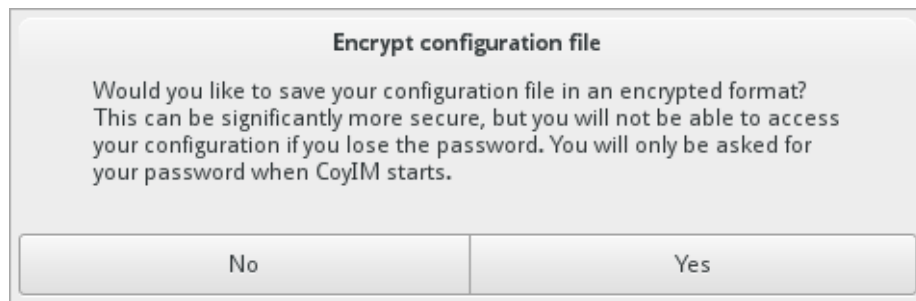 Encrypt configuration file
Would you like to save your configuration file in an encrypted format?
This can be significantly more secure, but you will not be able to access
your configuration if you lose the password. You will only be asked for
your password when CoyIM starts.
No
Yes